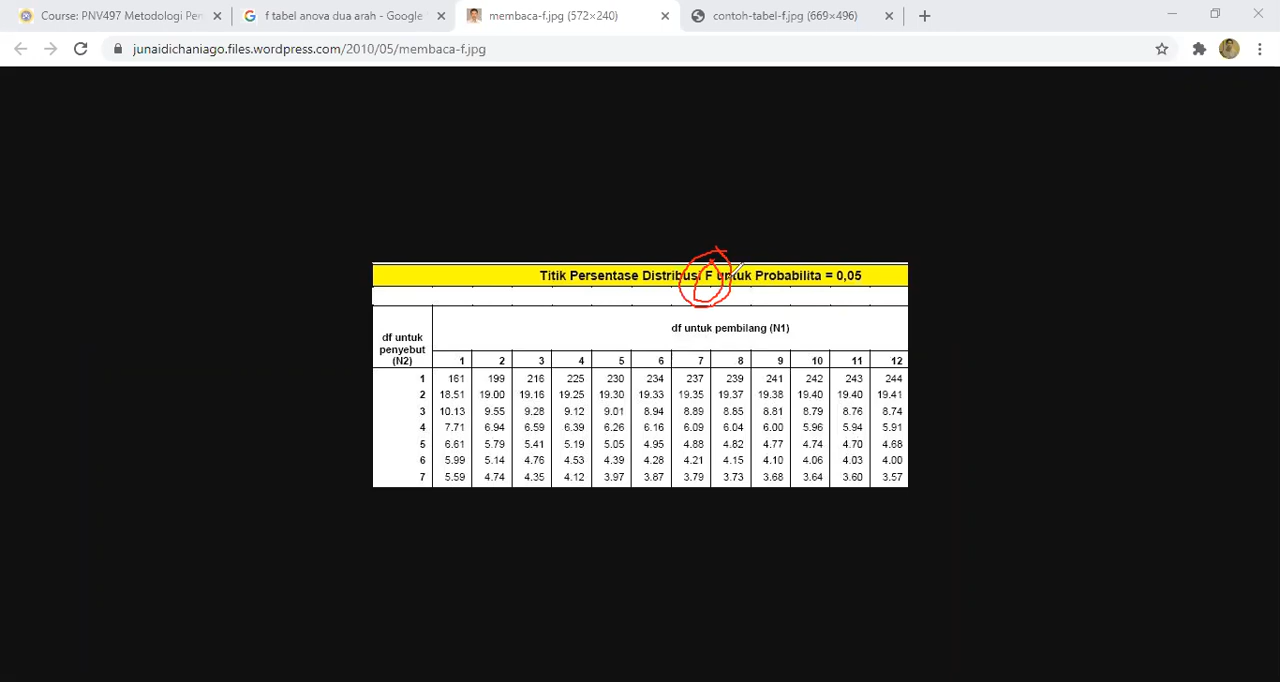 Course: PNV497 Metodologi Per
f tabel anova dua arah - Google
membaca-f.jpg (572×240)
contoh-tabel-f.jpg (669×496)
junaidichaniago.files.wordpress.com/2010/05/membaca-f.jpg
Titik Persentase Distribusi F untuk Probabilita = 0,05
df untuk penyebut (N2)
df untuk pembilang (N1)
1 2 3 4 5 6 7 8 9 10 11 12
1 161 199 216 225 230 234 237 239 241 242 243 244
2 18.51 19.00 19.16 19.25 19.30 19.33 19.35 19.37 19.38 19.40 19.40 19.41
3 10.13 9.55 9.28 9.12 9.01 8.94 8.89 8.85 8.81 8.79 8.76 8.74
4 7.71 6.94 6.59 6.39 6.26 6.16 6.09 6.04 6.00 5.96 5.94 5.91
5 6.61 5.79 5.41 5.19 5.05 4.95 4.88 4.82 4.77 4.74 4.70 4.68
6 5.99 5.14 4.76 4.53 4.39 4.28 4.21 4.15 4.10 4.06 4.03 4.00
7 5.59 4.74 4.35 4.12 3.97 3.87 3.79 3.73 3.68 3.64 3.60 3.57